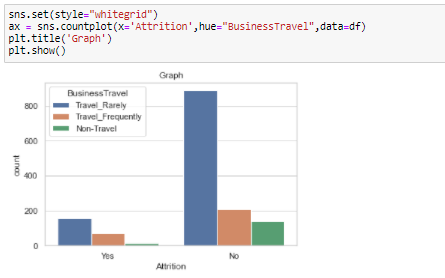 sns.set(style="whitegrid")
ax = sns.countplot(x='Attrition',hue="BusinessTravel",data=df)
plt.title('Graph')
plt.show()
Graph
BusinessTravel
Travel_Rarely
Travel_Frequently
Non-Travel
800
600
400
200
0
count
Yes
No
Attrition